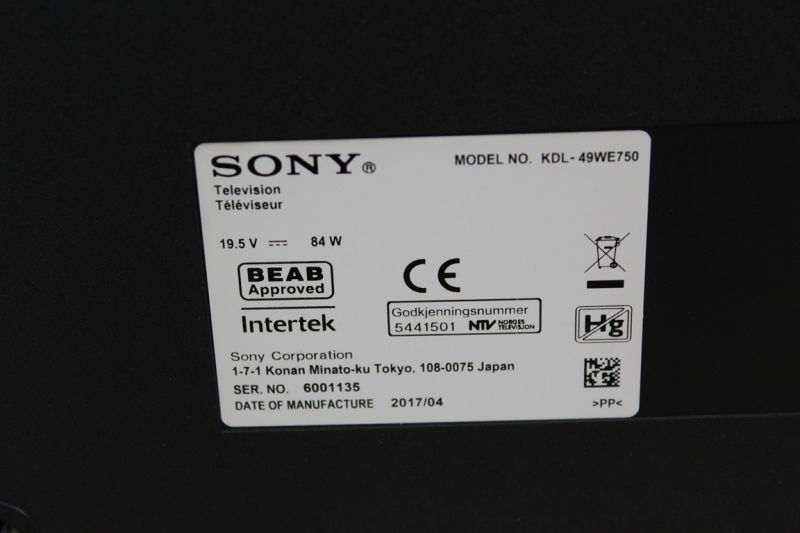 SONY®
MODEL NO. KDL-49WE750
Television
Téléviseur
19.5 V ⎓ 84 W
BEAB
Approved
Intertek
CE
Godkjenningsnummer
5441501 NTV NORGES TELEVISJON
Hg
Sony Corporation
1-7-1 Konan Minato-ku Tokyo. 108-0075 Japan
SER. NO. 6001135
DATE OF MANUFACTURE 2017/04
>PP<